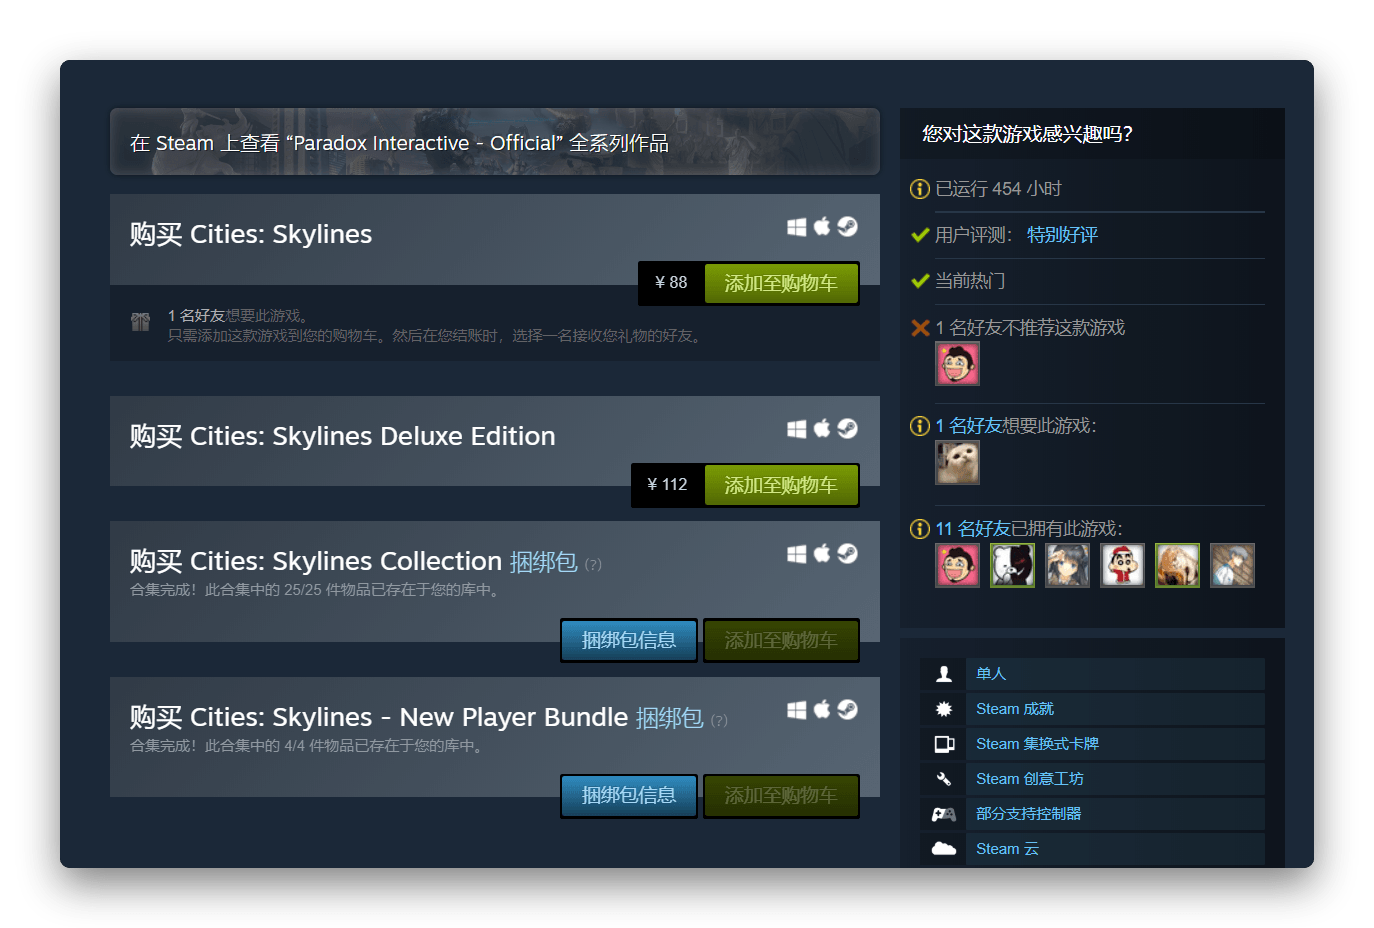 在 Steam 上查看 “Paradox Interactive - Official” 全系列作品
购买 Cities: Skylines
¥ 88
添加至购物车
1 名好友想要此游戏。
只需添加这款游戏到您的购物车。然后在您结账时，选择一名接收您礼物的好友。
购买 Cities: Skylines Deluxe Edition
¥ 112
添加至购物车
购买 Cities: Skylines Collection 捆绑包 (?)
合集完成！此合集中的 25/25 件物品已存在于您的库中。
捆绑包信息
添加至购物车
购买 Cities: Skylines - New Player Bundle 捆绑包 (?)
合集完成！此合集中的 4/4 件物品已存在于您的库中。
捆绑包信息
添加至购物车
您对这款游戏感兴趣吗？
已运行 454 小时
用户评测： 特别好评
当前热门
1 名好友不推荐这款游戏
1 名好友想要此游戏：
11 名好友已拥有此游戏：
单人
Steam 成就
Steam 集换式卡牌
Steam 创意工坊
部分支持控制器
Steam 云